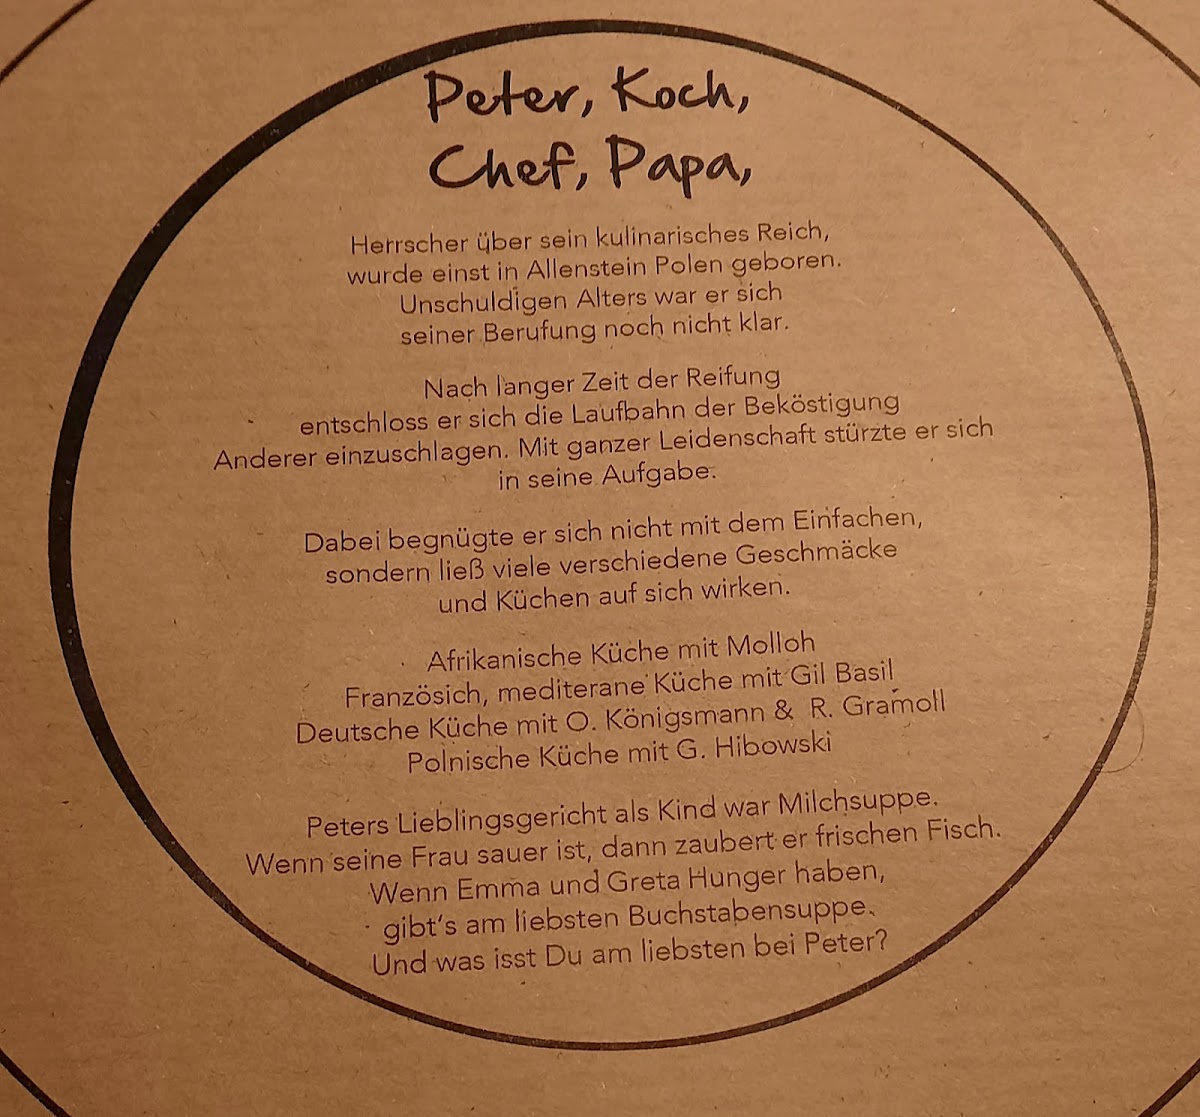 Peter, Koch,
Chef, Papa,
Herrscher über sein kulinarisches Reich,
wurde einst in Allenstein Polen geboren.
Unschuldigen Alters war er sich
seiner Berufung noch nicht klar.
Nach langer Zeit der Reifung
entschloss er sich die Laufbahn der Beköstigung
Anderer einzuschlagen. Mit ganzer Leidenschaft stürzte er sich
in seine Aufgabe.
Dabei begnügte er sich nicht mit dem Einfachen,
sondern ließ viele verschiedene Geschmäcke
und Küchen auf sich wirken.
Afrikanische Küche mit Molloh
Französich, mediterane Küche mit Gil Basil
Deutsche Küche mit O. Königsmann & R. Gramoll
Polnische Küche mit G. Hibowski
Peters Lieblingsgericht als Kind war Milchsuppe.
Wenn seine Frau sauer ist, dann zaubert er frischen Fisch.
Wenn Emma und Greta Hunger haben,
gibt's am liebsten Buchstabensuppe.
Und was isst Du am liebsten bei Peter?